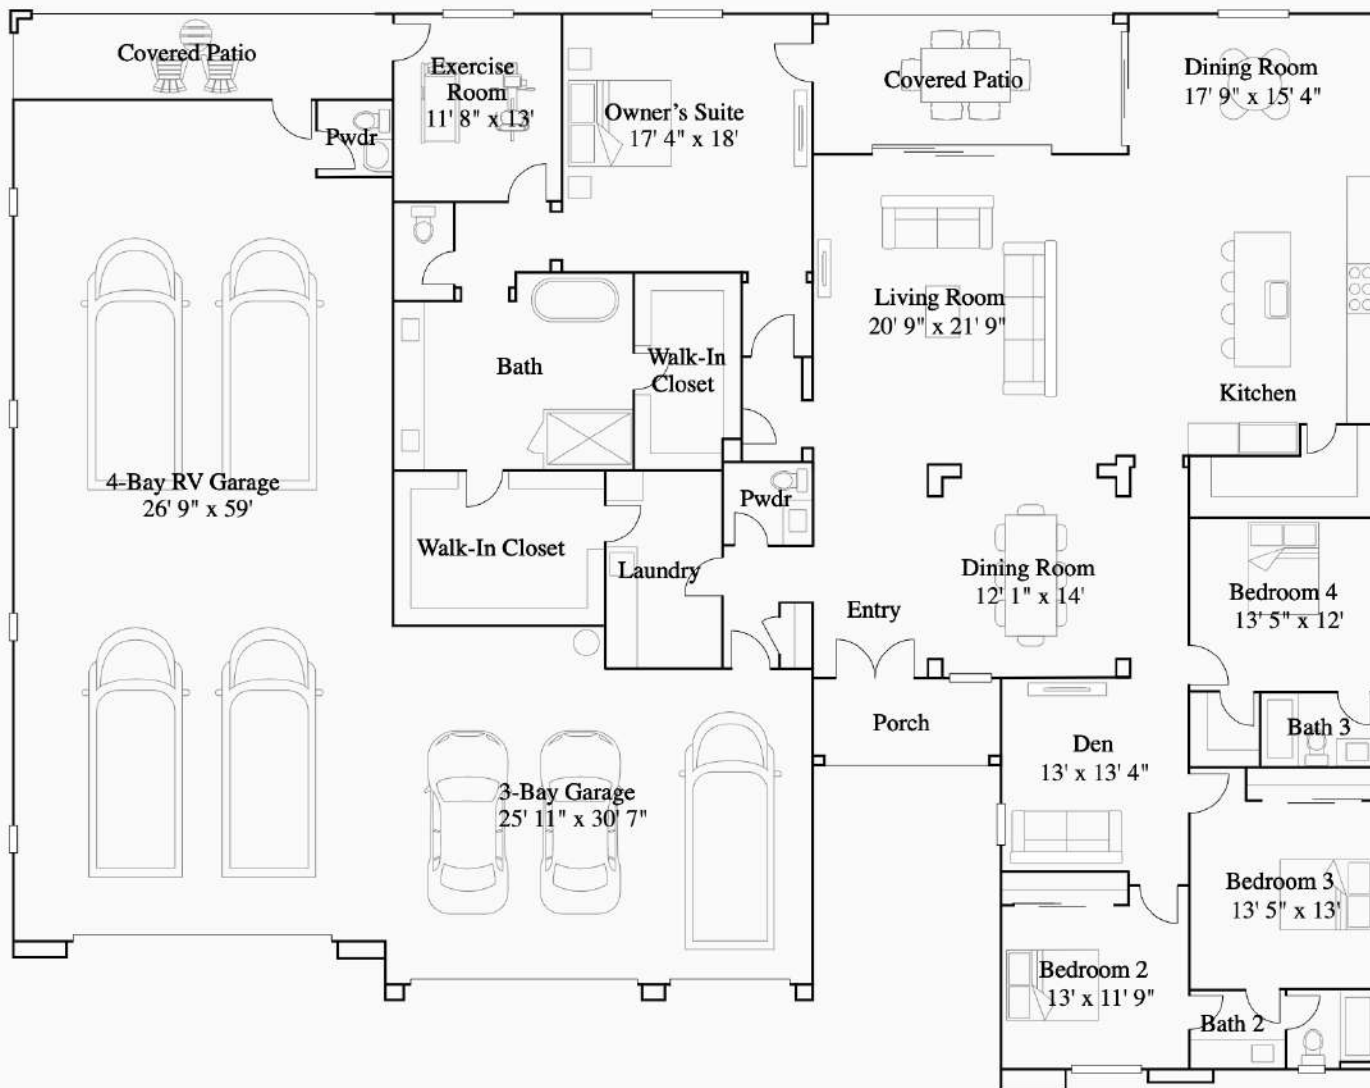 Covered Patio
Exercise
Room
11' 8" x 13'
Pwdr
Owner's Suite
17' 4" x 18'
Covered Patio
Dining Room
17' 9" x 15' 4"
Living Room
20' 9" x 21' 9"
Bath
Walk-In
Closet
Kitchen
4-Bay RV Garage
26' 9" x 59'
Walk-In Closet
Pwdr
Laundry
Entry
Dining Room
12' 1" x 14'
Bedroom 4
13' 5" x 12'
Porch
Den
13' x 13' 4"
Bath 3
3-Bay Garage
25' 11" x 30' 7"
Bedroom 3
13' 5" x 13'
Bedroom 2
13' x 11' 9"
Bath 2